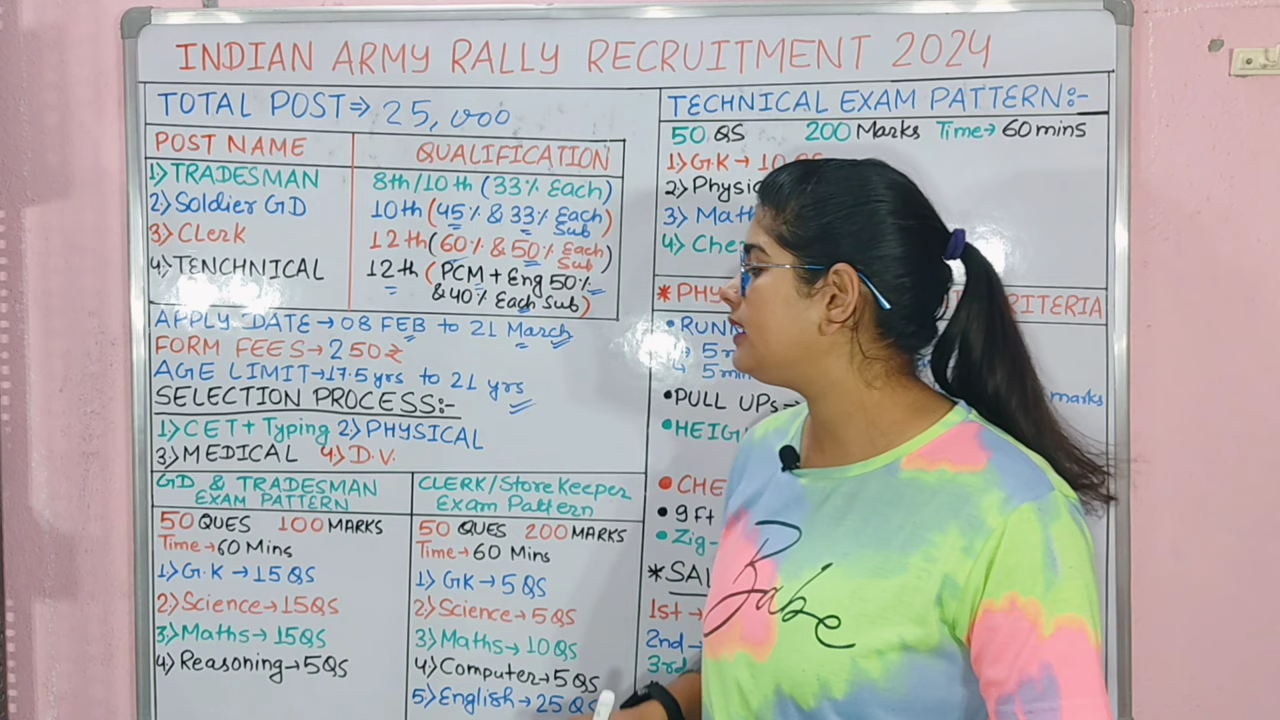 INDIAN ARMY RALLY RECRUITMENT 2024
TOTAL POST⇒ 25,000
POST NAME QUALIFICATION
1) TRADESMAN 8th/10th (33% Each)
2) Soldier GD 10th (45% & 33% Each Sub)
3) CLerk 12th (60% & 50% Each Sub)
4) TENCHNICAL 12th (PCM + Eng 50%
& 40% Each Sub)
APPLY DATE → 08 FEB to 21 March
FORM FEES → 250₹
AGE LIMIT → 17.5 yrs to 21 yrs
SELECTION PROCESS:-
1) CET + Typing 2) PHYSICAL
3) MEDICAL 4) D.V.
GD & TRADESMAN
EXAM PATTERN
50 QUES 100 MARKS
Time → 60 Mins
1) G.K → 15 QS
2) Science → 15 QS
3) Maths → 15 QS
4) Reasoning → 5 QS
CLERK/Store Keeper
Exam Pattern
50 QUES 200 MARKS
Time → 60 Mins
1) GK → 5 QS
2) Science → 5 QS
3) Maths → 10 QS
4) Computer → 5 QS
5) English → 25 QS
TECHNICAL EXAM PATTERN:-
50 QS 200 Marks Time → 60 mins
1) G.K → 10 QS
2)
3) Math
4)
*
• 
5 min
marks
• PULL UPs
•
•
• 9 ft
• Zig-
*
1st →
2nd →
3rd
Babe